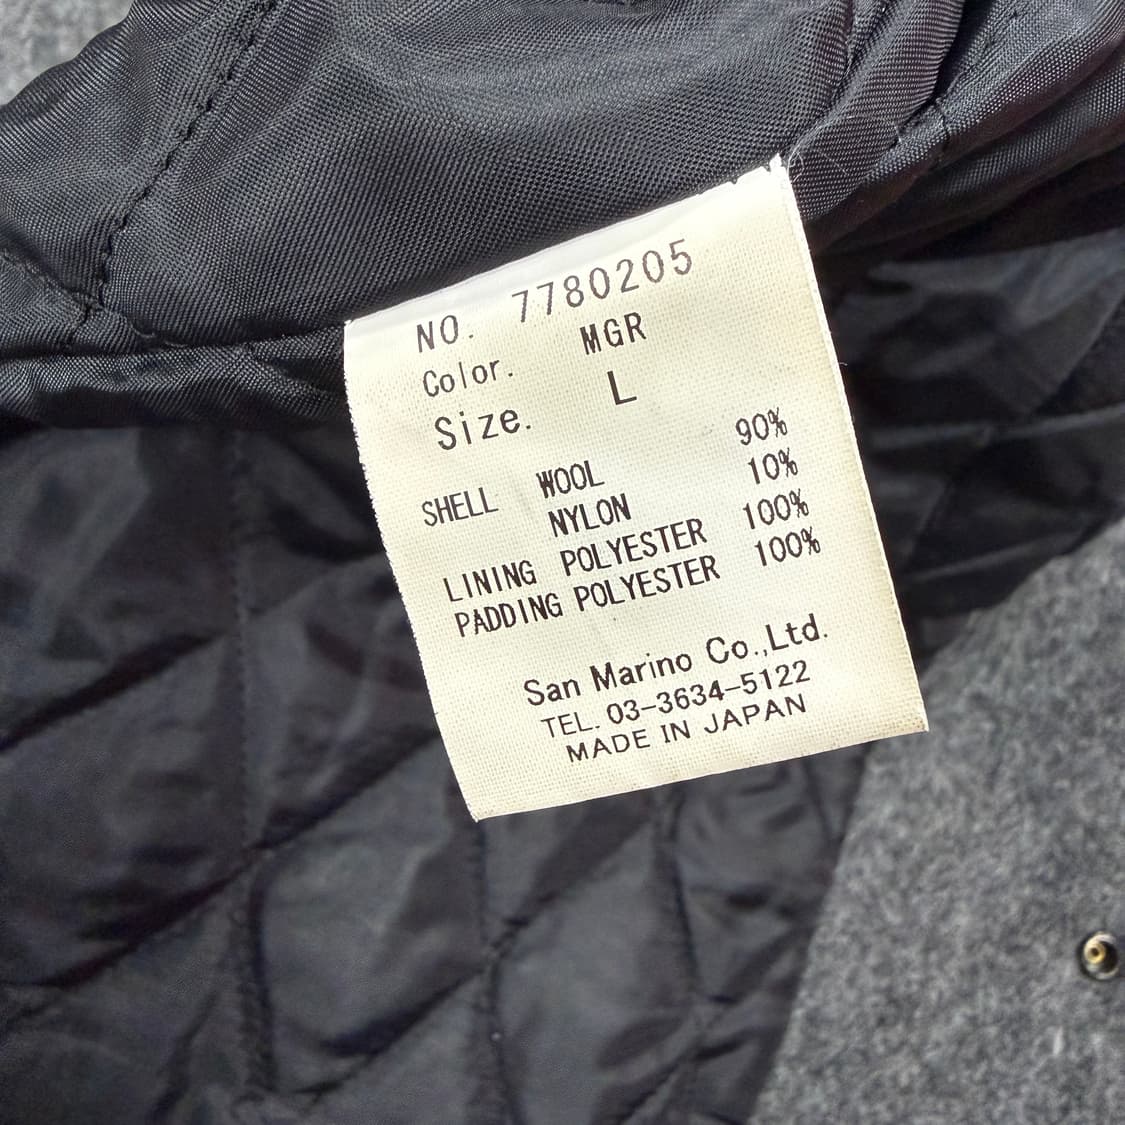 NO. 7780205
Color. MGR
Size. L
SHELL WOOL 90%
NYLON 10%
LINING POLYESTER 100%
PADDING POLYESTER 100%
San Marino Co.,Ltd.
TEL. 03-3634-5122
MADE IN JAPAN